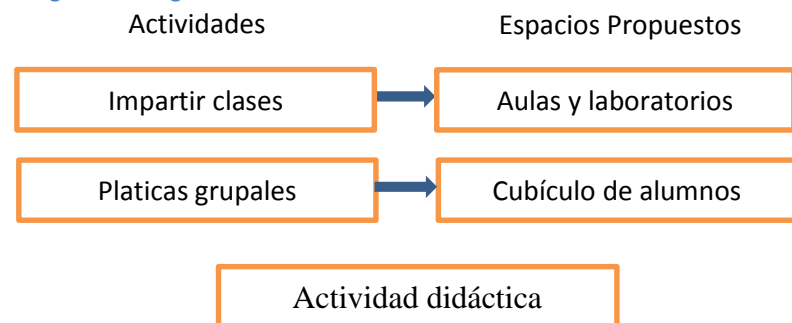 Actividades
Espacios Propuestos
Impartir clases
Aulas y laboratorios
Platicas grupales
Cubículo de alumnos
Actividad didáctica